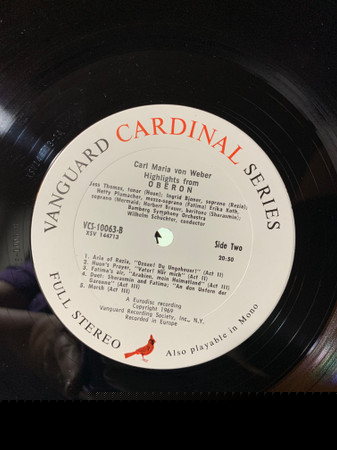 VANGUARD CARDINAL SERIES
Carl Maria von Weber
Highlights from
OBERON
Jess Thomas, tenor (Huon); Ingrid Bjoner, soprano (Rezia);
Hetty Plumacher, mezzo-soprano (Fatima); Erika Koth,
soprano (Mermaid); Herbert Brauer, baritone (Sherasmin);
Bamberg Symphony Orchestra
Wilhelm Schuchter, conductor
VCS-10063-B
XSV 144713
Side Two
20:50
1. Aria of Rezia, "Ozean! Du Ungeheuer!" (Act II)
2. Huon's Prayer, "Vater! Hör mich" (Act II)
3. Fatima's air, "Arabien, mein Heimatland" (Act III)
4. Duet: Sherasmin and Fatima; "An den Ufern der
Garonne" (Act III)
5. March (Act III)
A Eurodisc recording
Copyright 1969
Vanguard Recording Society, Inc., N.Y.
Recorded in Europe
FULL STEREO
Also playable in Mono